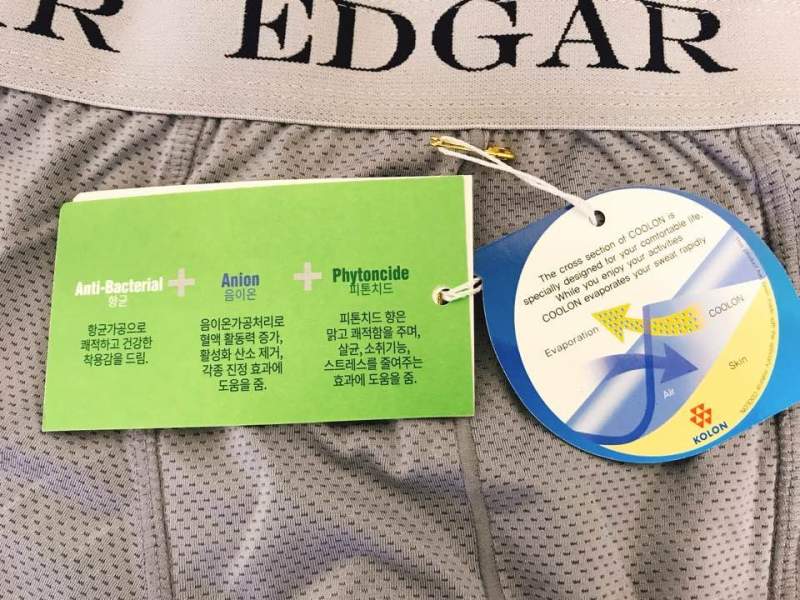 R EDGAR
Anti-Bacterial + Anion + Phytoncide
항균 음이온 피톤치드
항균가공으로
쾌적하고 건강한
착용감을 드림.
음이온가공처리로
혈액 활동력 증가,
활성화 산소 제거,
각종 진정 효과에
도움을 줌.
피톤치드 향은
맑고 쾌적함을 주며,
살균, 소취기능,
스트레스를 줄여주는
효과에 도움을 줌.
The cross section of COOLON is
specially designed for your comfortable life.
While you enjoy your activities
COOLON evaporates your sweat rapidly
COOLON
Evaporation
Skin
Air
KOLON